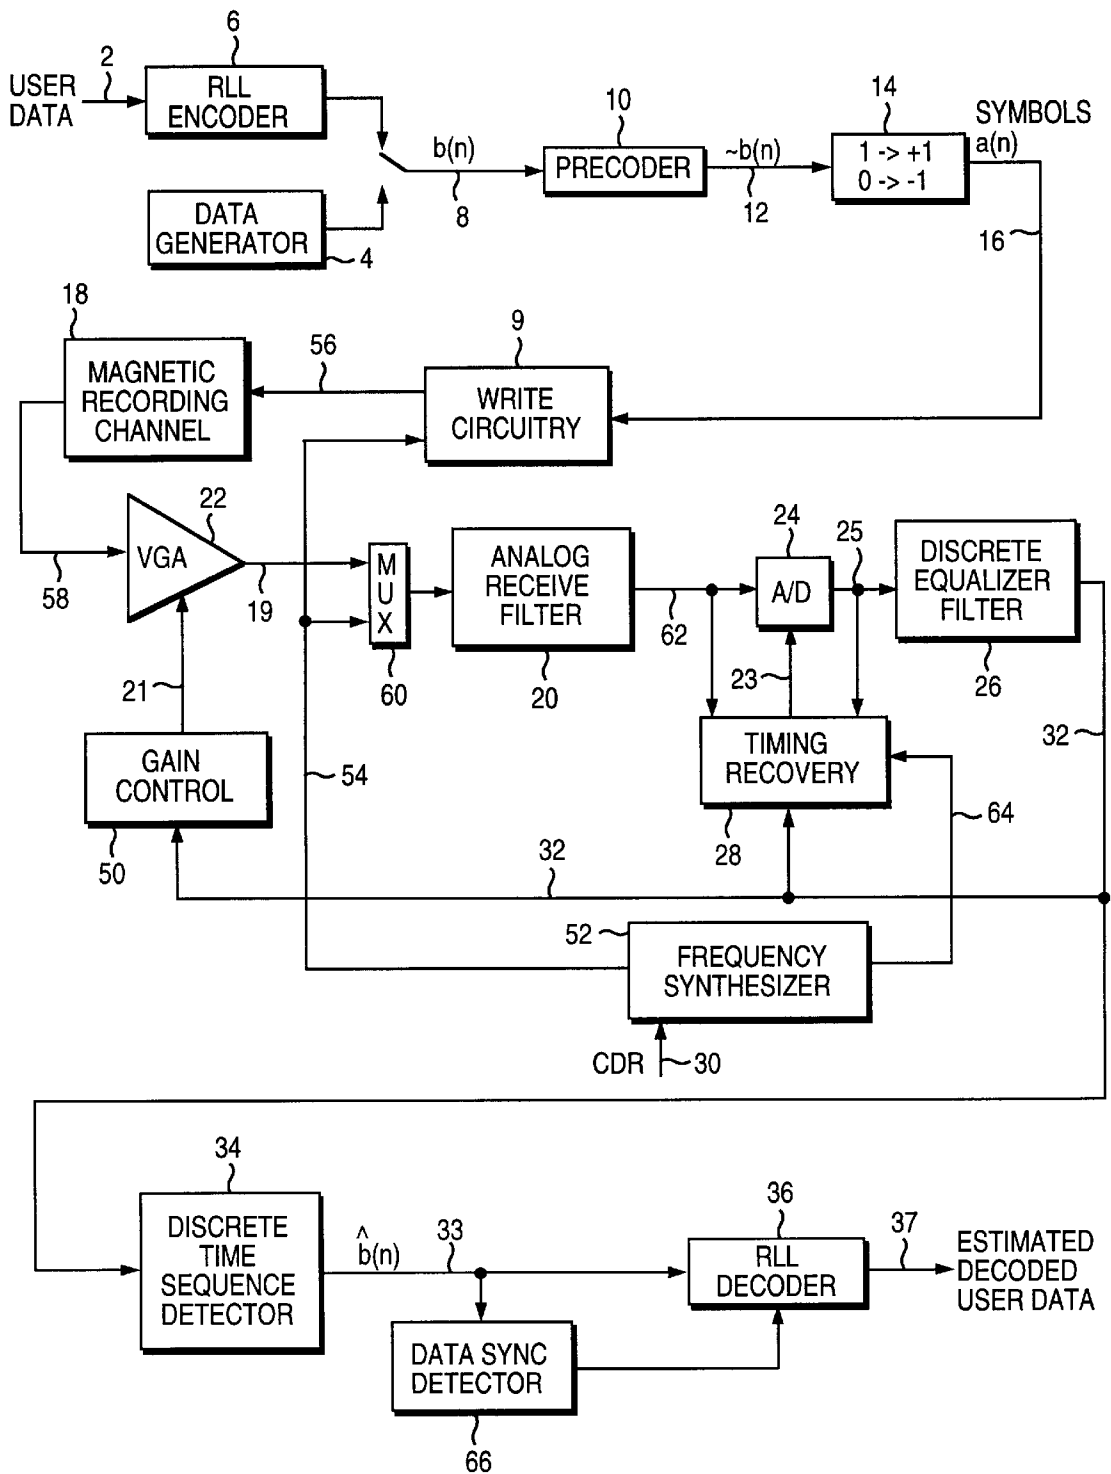 6
2
USER
DATA
RLL
ENCODER
b(n)
8
10
PRECODER
~b(n)
12
14
1 -> +1
0 -> -1
SYMBOLS
a(n)
16
DATA
GENERATOR
4
18
MAGNETIC
RECORDING
CHANNEL
56
9
WRITE
CIRCUITRY
58
VGA
22
19
21
M
U
X
60
ANALOG
RECEIVE
FILTER
20
62
24
A/D
23
25
DISCRETE
EQUALIZER
FILTER
26
32
GAIN
CONTROL
50
54
TIMING
RECOVERY
28
64
32
52
FREQUENCY
SYNTHESIZER
CDR
30
34
DISCRETE
TIME
SEQUENCE
DETECTOR
^
b(n)
33
36
RLL
DECODER
37
ESTIMATED
DECODED
USER DATA
DATA SYNC
DETECTOR
66